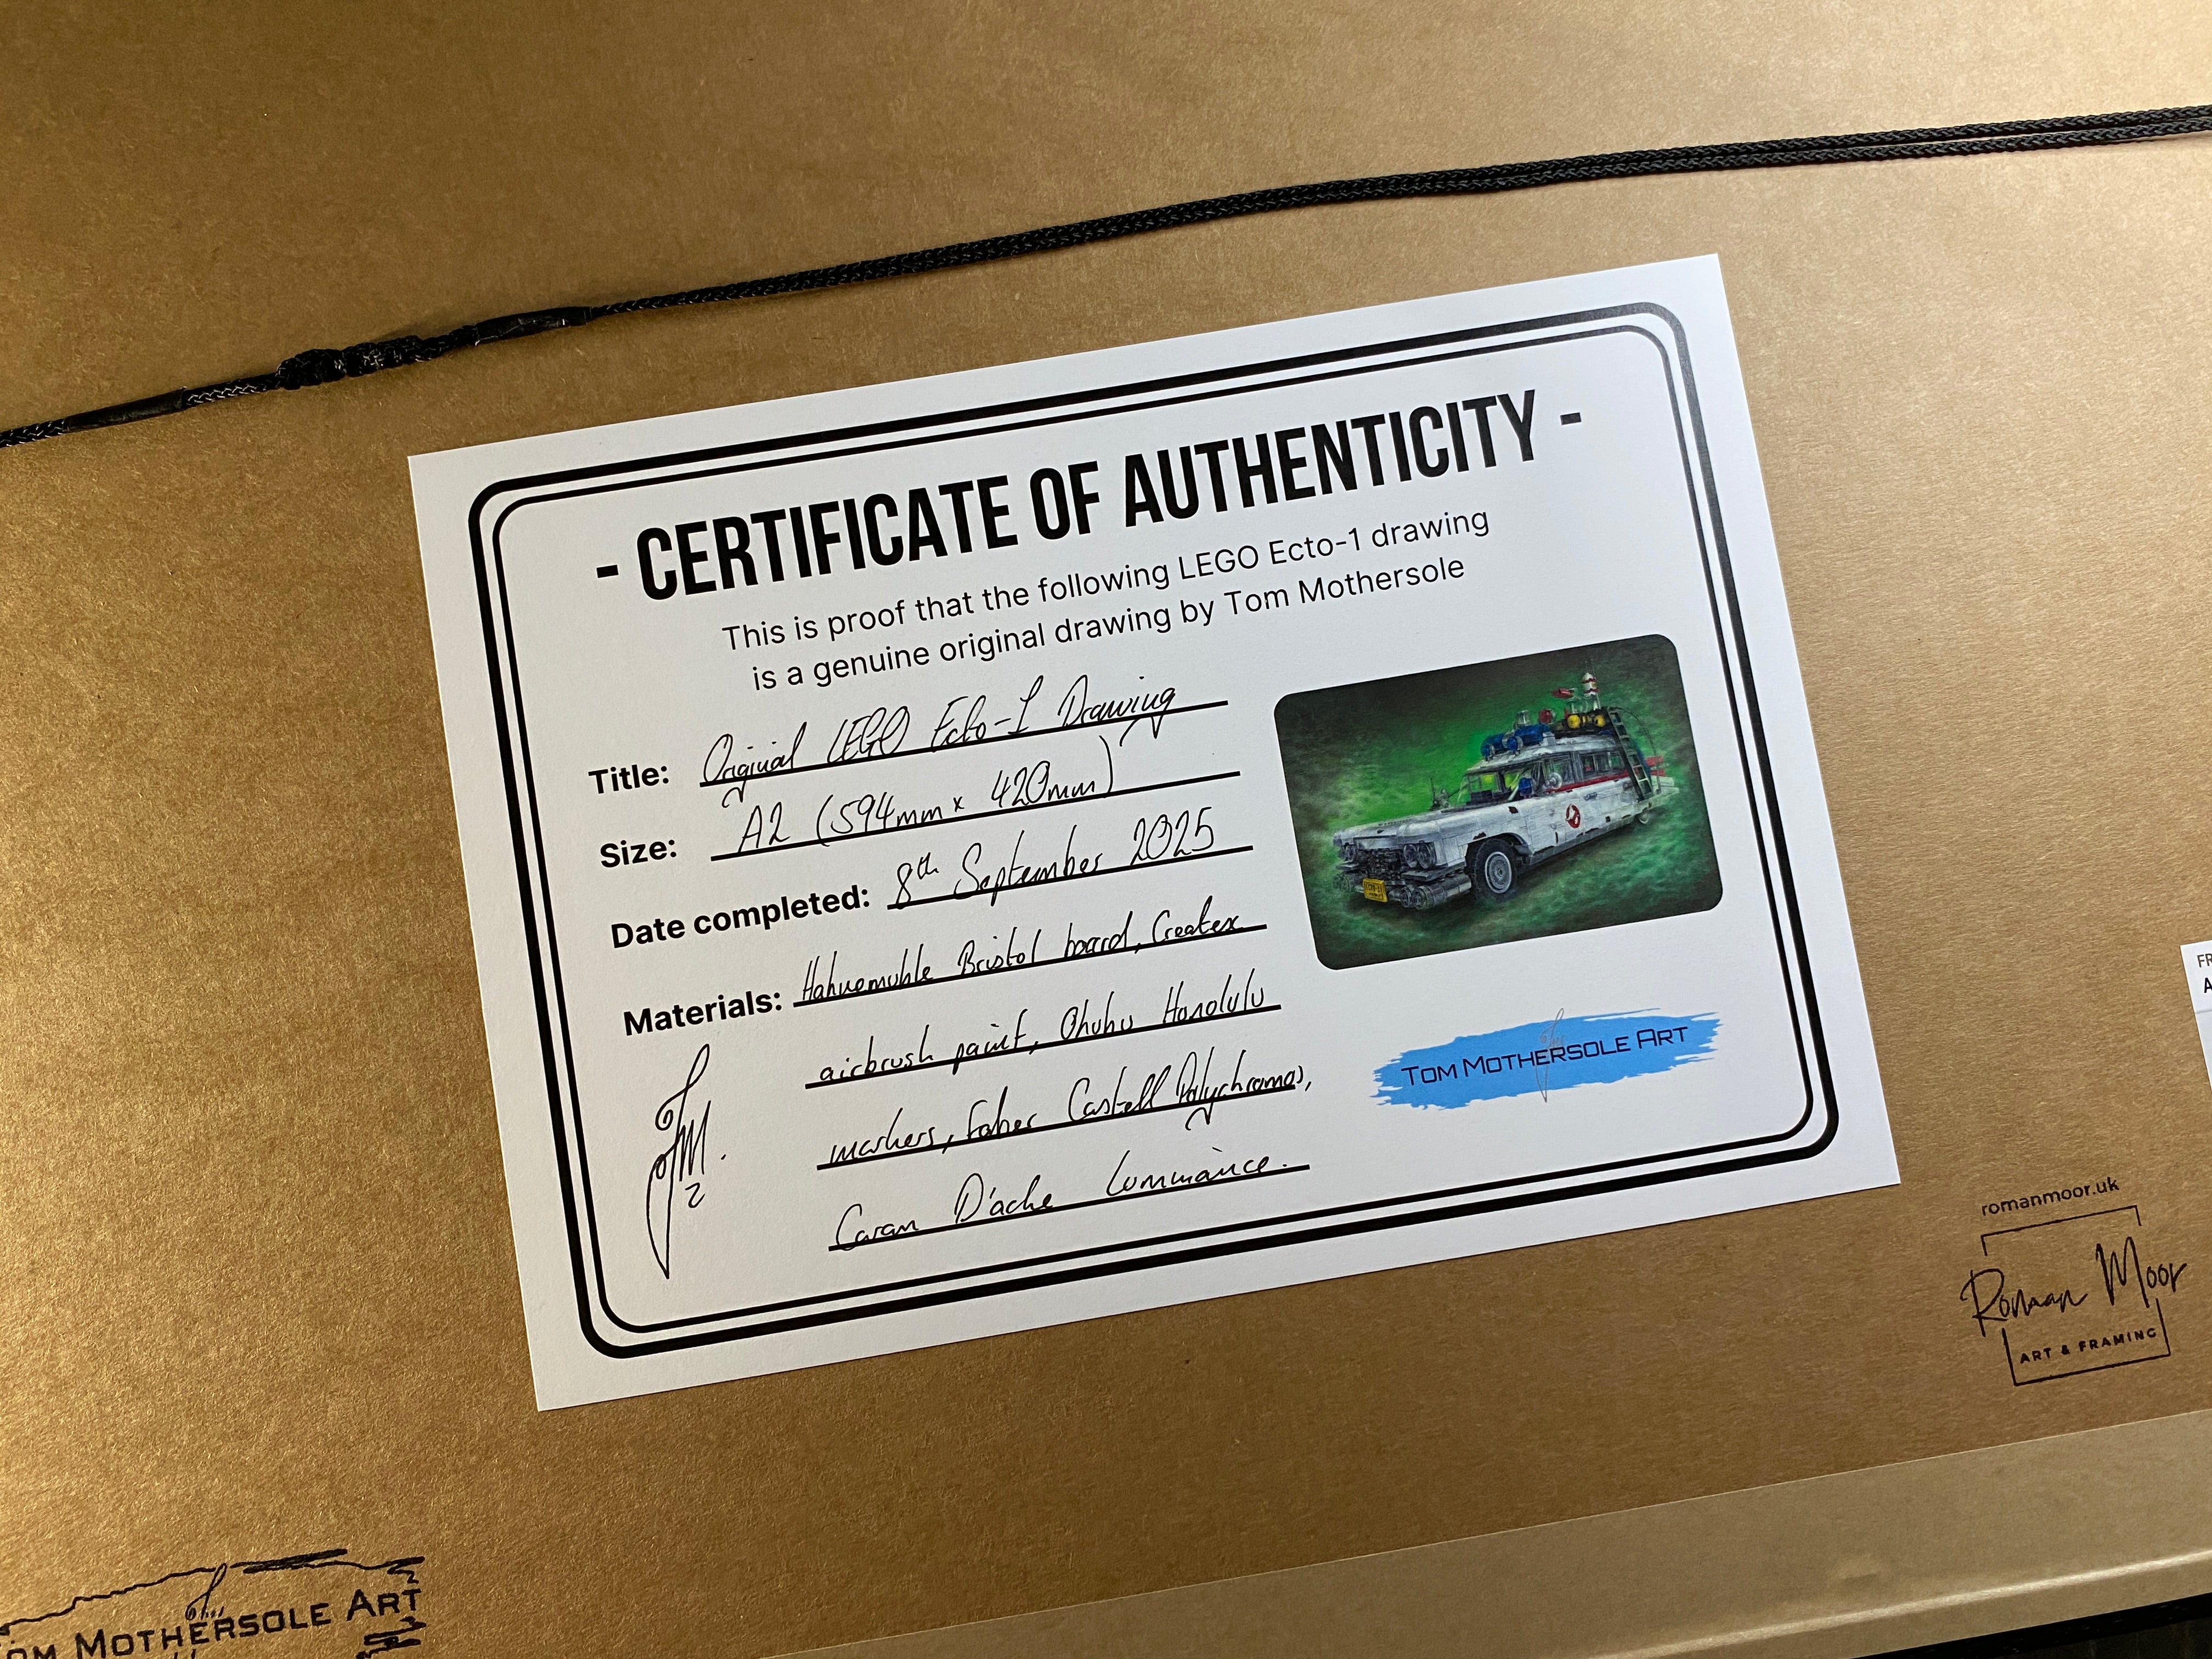 - CERTIFICATE OF AUTHENTICITY -
This is proof that the following LEGO Ecto-1 drawing
is a genuine original drawing by Tom Mothersole
Title: Original LEGO Ecto-1 Drawing
Size: A2 (594mm x 420mm)
Date completed: 8th September 2025
Materials: Hahnemuhle Bristol board, Createx
airbrush paint, Ohuhu Honolulu
markers, Faber Castell Polychromos,
Caran D'ache Luminance.
TOM MOTHERSOLE ART
romanmoor.uk
Roman Moor
ART & FRAMING
OM MOTHERSOLE ART
FR
A